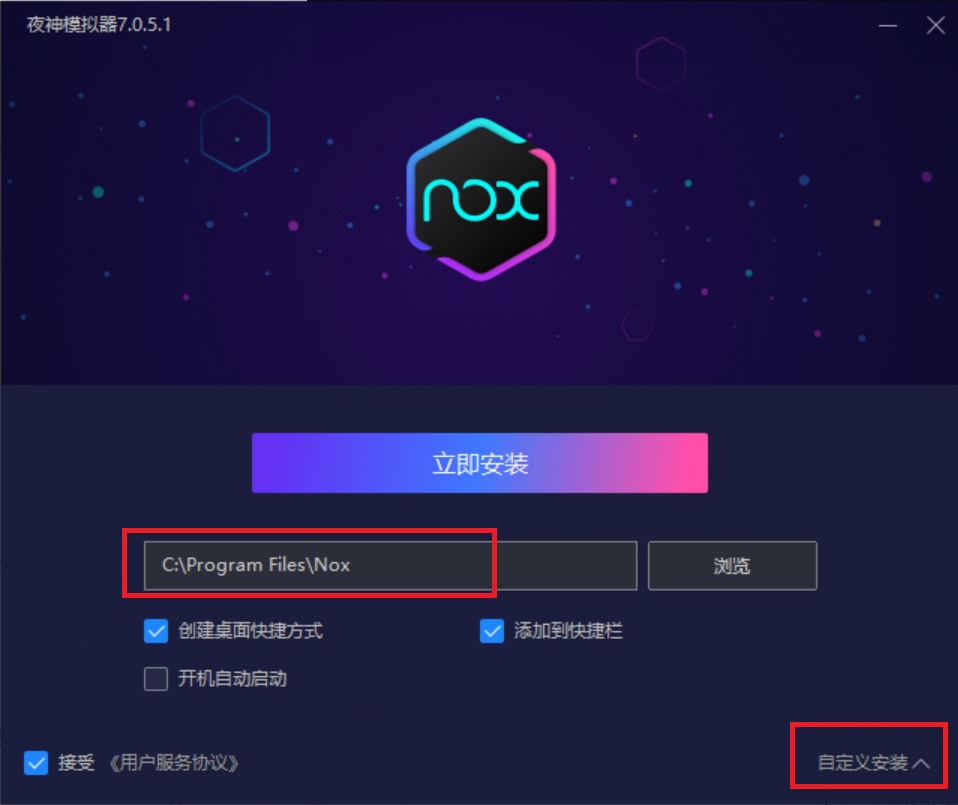 夜神模拟器7.0.5.1
nox
立即安装
C:\Program Files\Nox
浏览
创建桌面快捷方式
添加到快捷栏
开机自动启动
接受 《用户服务协议》
自定义安装